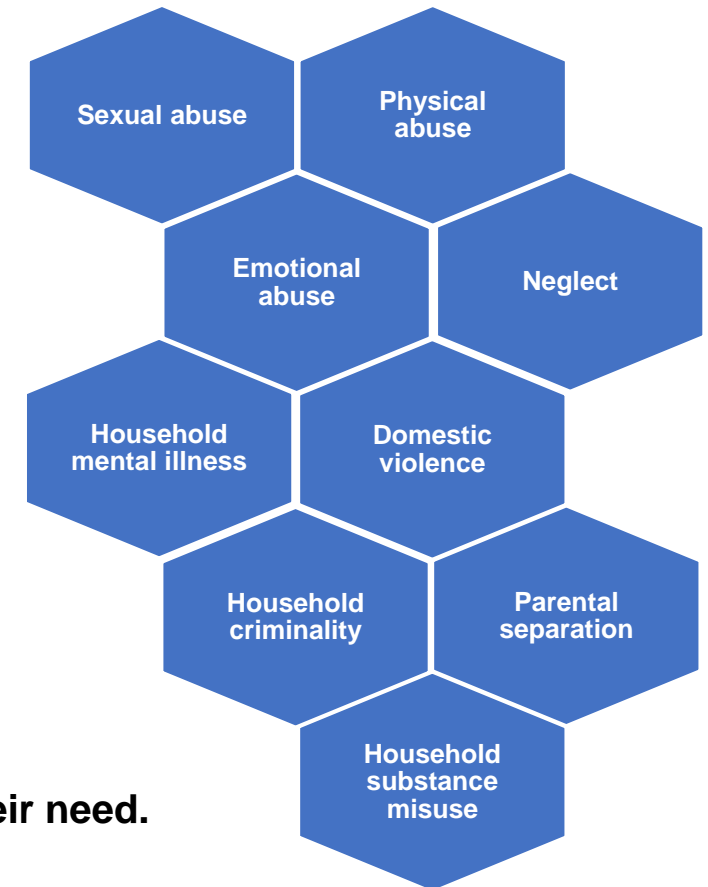 Sexual abuse
Physical
abuse
Emotional
abuse
Neglect
Household
mental illness
Domestic
violence
Household
criminality
Parental
separation
Household
substance
misuse
need.